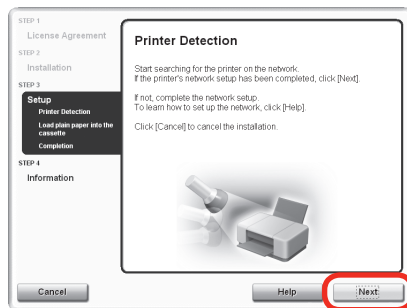 STEP 1
License Agreement
STEP 2
Installation
STEP 3
Setup
Printer Detection
Load plain paper into the
cassette
Completion
STEP 4
Information
Printer Detection
Start searching for the printer on the network.
If the printer's network setup has been completed, click [Next].
If not, complete the network setup.
To learn how to set up the network, click [Help].
Click [Cancel] to cancel the installation.
Cancel
Help
Next